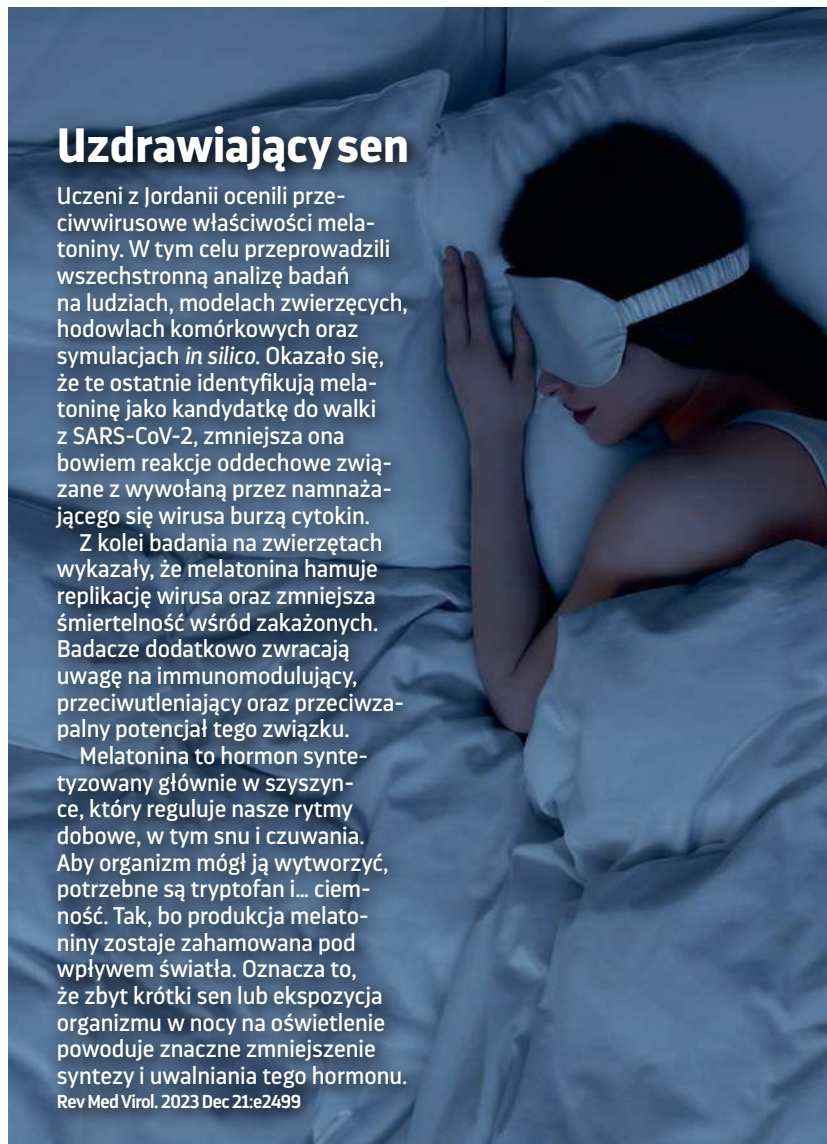 Uzdrawiający sen
Uczeni z Jordanii ocenili prze-
ciwwirusowe właściwości mela-
toniny. W tym celu przeprowadzili
wszechstronną analizę badań
na ludziach, modelach zwierzęcych,
hodowlach komórkowych oraz
symulacjach in silico. Okazało się,
że te ostatnie identyfikują mela-
toninę jako kandydatkę do walki
z SARS-CoV-2, zmniejsza ona
bowiem reakcje oddechowe zwią-
zane z wywołaną przez namnaża-
jącego się wirusa burzą cytokin.
Z kolei badania na zwierzętach
wykazały, że melatonina hamuje
replikację wirusa oraz zmniejsza
śmiertelność wśród zakażonych.
Badacze dodatkowo zwracają
uwagę na immunomodulujący,
przeciwutleniający oraz przeciwza-
palny potencjał tego związku.
Melatonina to hormon synte-
tyzowany głównie w szyszyn-
ce, który reguluje nasze rytmy
dobowe, w tym snu i czuwania.
Aby organizm mógł ją wytworzyć,
potrzebne są tryptofan i... ciem-
ność. Tak, bo produkcja melato-
niny zostaje zahamowana pod
wpływem światła. Oznacza to,
że zbyt krótki sen lub ekspozycja
organizmu w nocy na oświetlenie
powoduje znaczne zmniejszenie
syntezy i uwalniania tego hormonu.
Rev Med Virol. 2023 Dec 21:e2499